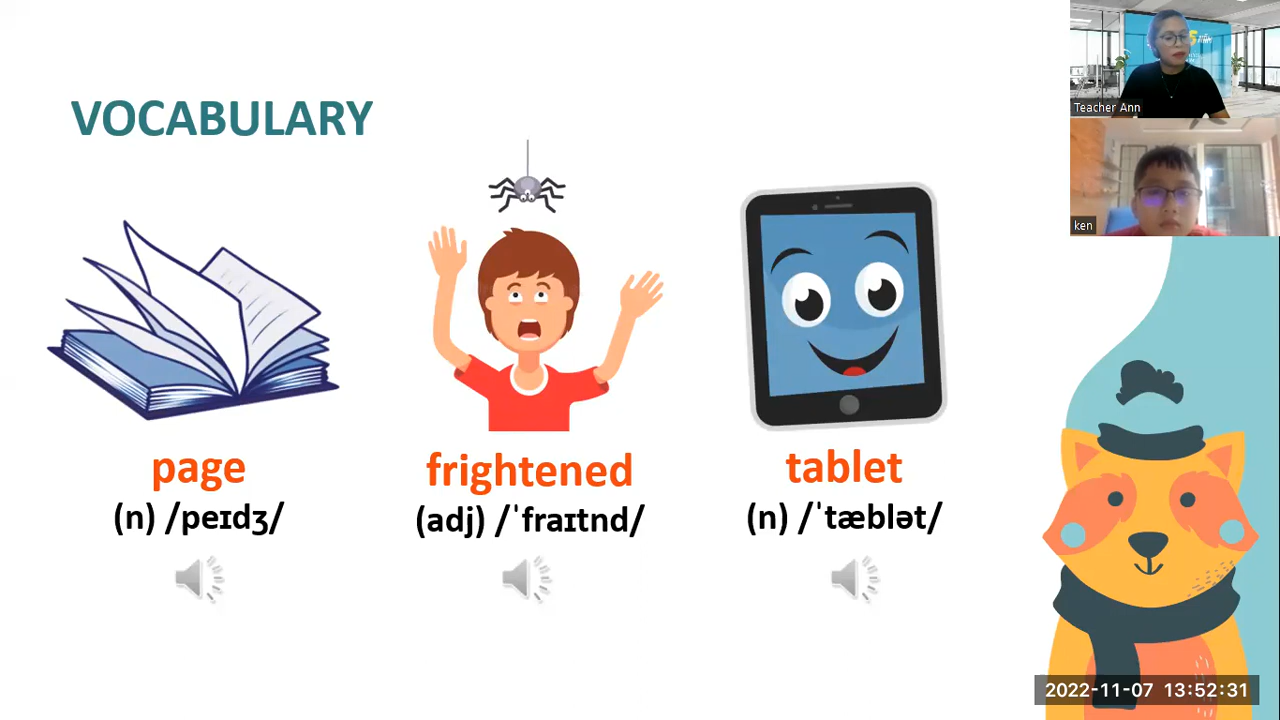 VOCABULARY
page
(n) /peɪdʒ/
frightened
(adj) /ˈfraɪtnd/
tablet
(n) /ˈtæblət/
Teacher Ann
ken
2022-11-07 13:52:31